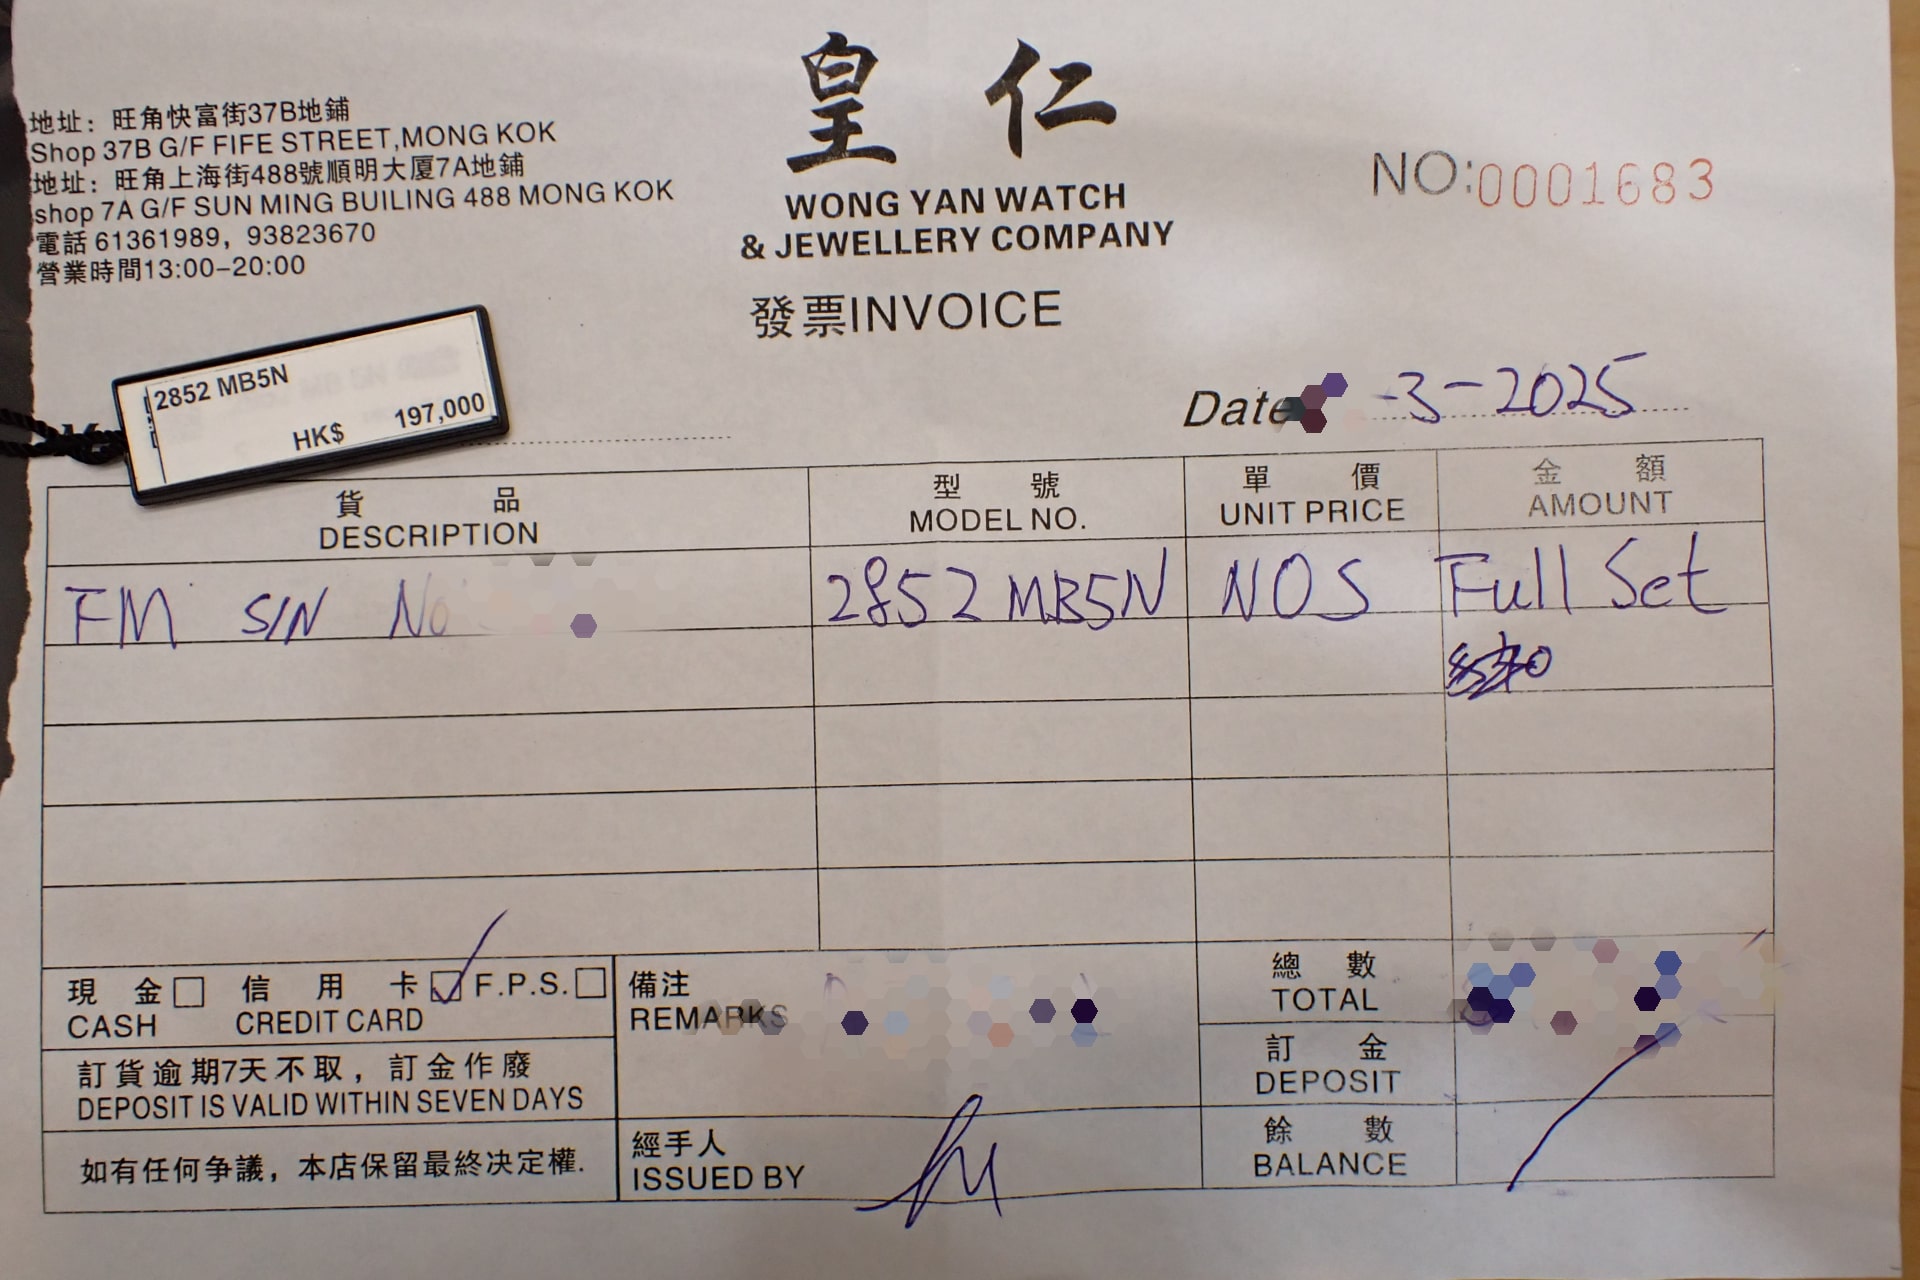 皇仁
WONG YAN WATCH
& JEWELLERY COMPANY
發票INVOICE
地址：旺角快富街37B地鋪
Shop 37B G/F FIFE STREET,MONG KOK
地址：旺角上海街488號順明大厦7A地鋪
shop 7A G/F SUN MING BUILING 488 MONG KOK
電話 61361989，93823670
營業時間13:00-20:00
NO:0001683
2852 MB5N
HK$ 197,000
Date -3-2025
貨品 型號 單價 金額
DESCRIPTION MODEL NO. UNIT PRICE AMOUNT
FM S/N No 2852 MB5N NOS Full Set
現金 信用卡 F.P.S.
CASH CREDIT CARD
訂貨逾期7天不取，訂金作廢
DEPOSIT IS VALID WITHIN SEVEN DAYS
如有任何争議，本店保留最終决定權.
備注
REMARKS
經手人
ISSUED BY
總數
TOTAL
訂金
DEPOSIT
餘數
BALANCE